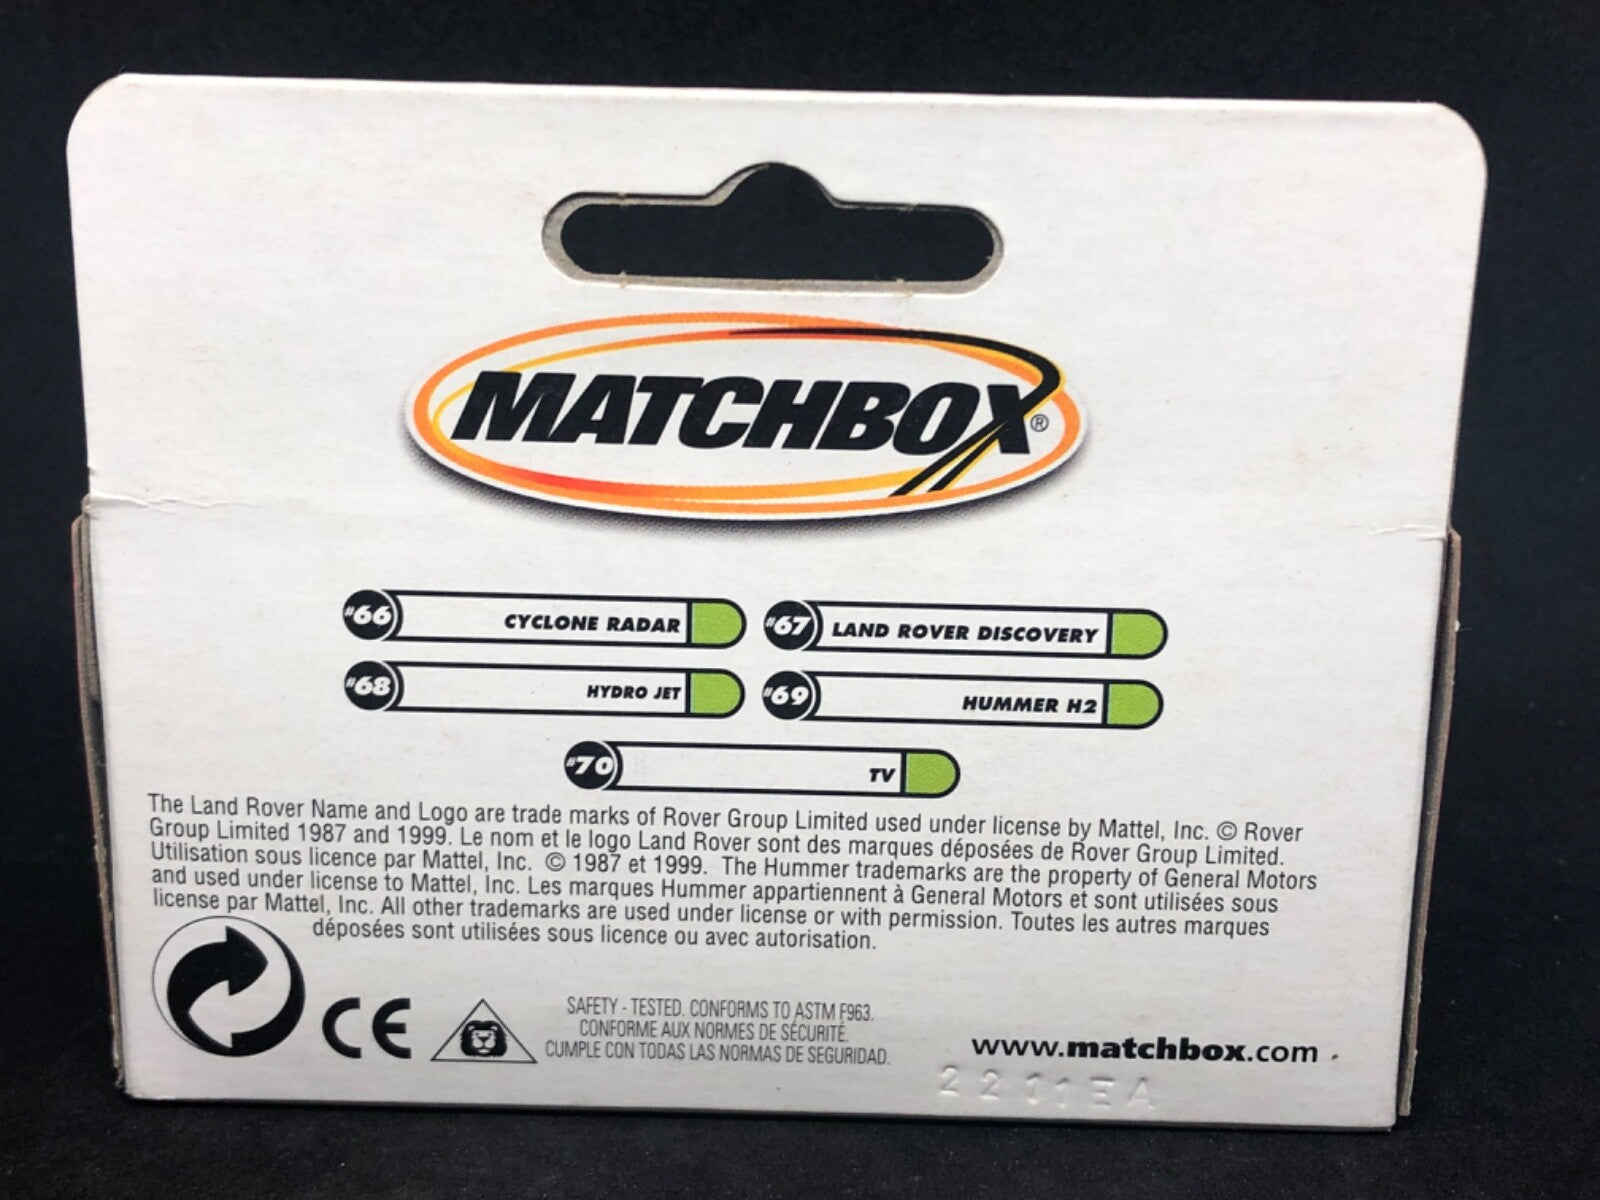 MATCHBOX®
#66 CYCLONE RADAR
#67 LAND ROVER DISCOVERY
#68 HYDRO JET
#69 HUMMER H2
#70 TV
The Land Rover Name and Logo are trade marks of Rover Group Limited used under license by Mattel, Inc. © Rover
Group Limited 1987 and 1999. Le nom et le logo Land Rover sont des marques déposées de Rover Group Limited.
Utilisation sous licence par Mattel, Inc. © 1987 et 1999. The Hummer trademarks are the property of General Motors
and used under license to Mattel, Inc. Les marques Hummer appartiennent à General Motors et sont utilisées sous
license par Mattel, Inc. All other trademarks are used under license or with permission. Toutes les autres marques
déposées sont utilisées sous licence ou avec autorisation.
CE
SAFETY - TESTED. CONFORMS TO ASTM F963.
CONFORME AUX NORMES DE SÉCURITÉ.
CUMPLE CON TODAS LAS NORMAS DE SEGURIDAD.
www.matchbox.com
2211EA